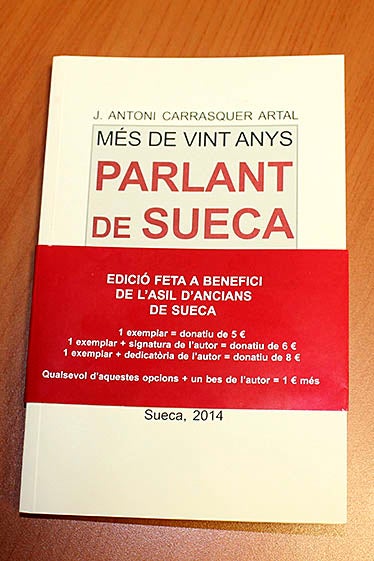 J. ANTONI CARRASQUER ARTAL
MÉS DE VINT ANYS
PARLANT
DE SUECA
EDICIÓ FETA A BENEFICI
DE L'ASIL D'ANCIANS
DE SUECA
1 exemplar = donatiu de 5 €
1 exemplar + signatura de l'autor = donatiu de 6 €
1 exemplar + dedicatòria de l'autor = donatiu de 8 €
Qualsevol d'aquestes opcions + un bes de l'autor = 1 € més
Sueca, 2014